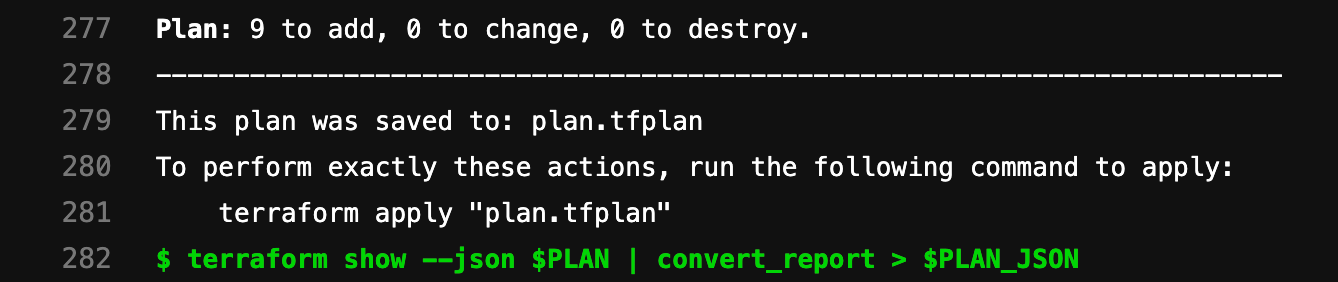 277 Plan: 9 to add, 0 to change, 0 to destroy.
278 ------------------------------------------------------------------------
279 This plan was saved to: plan.tfplan
280 To perform exactly these actions, run the following command to apply:
281     terraform apply "plan.tfplan"
282 $ terraform show --json $PLAN | convert_report > $PLAN_JSON